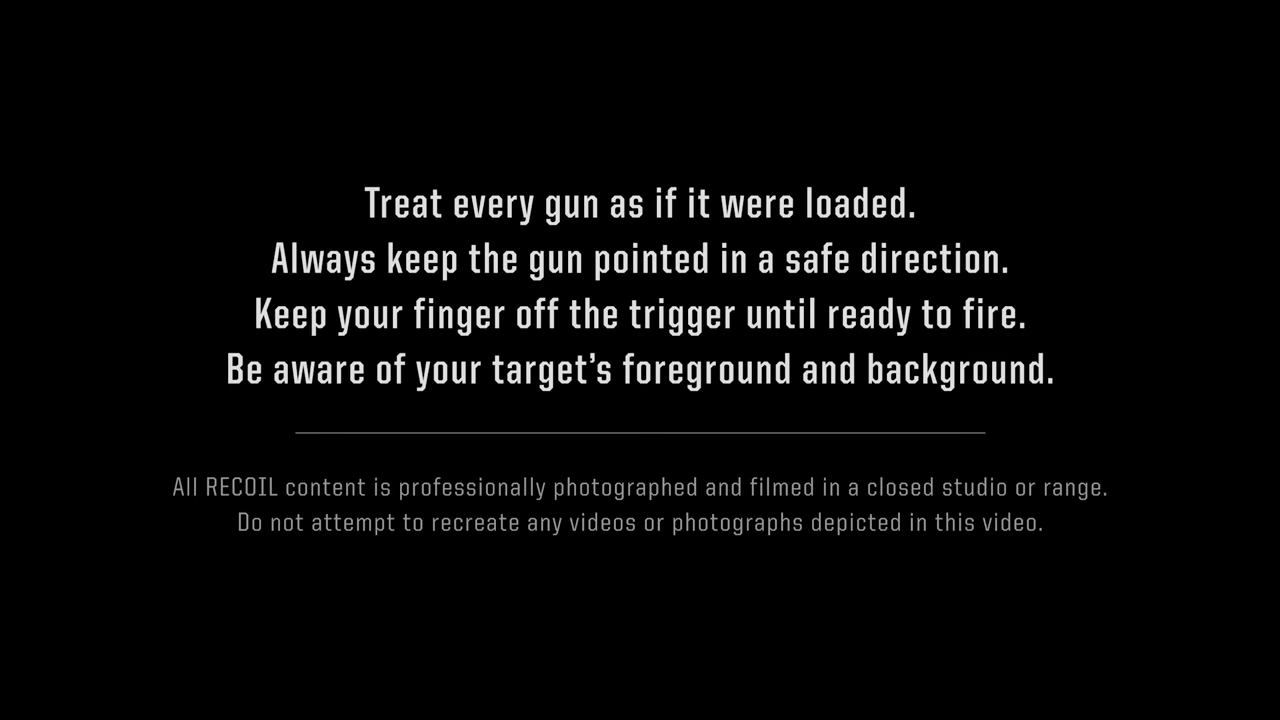 Treat every gun as if it were loaded.
Always keep the gun pointed in a safe direction.
Keep your finger off the trigger until ready to fire.
Be aware of your target’s foreground and background.
All RECOIL content is professionally photographed and filmed in a closed studio or range.
Do not attempt to recreate any videos or photographs depicted in this video.